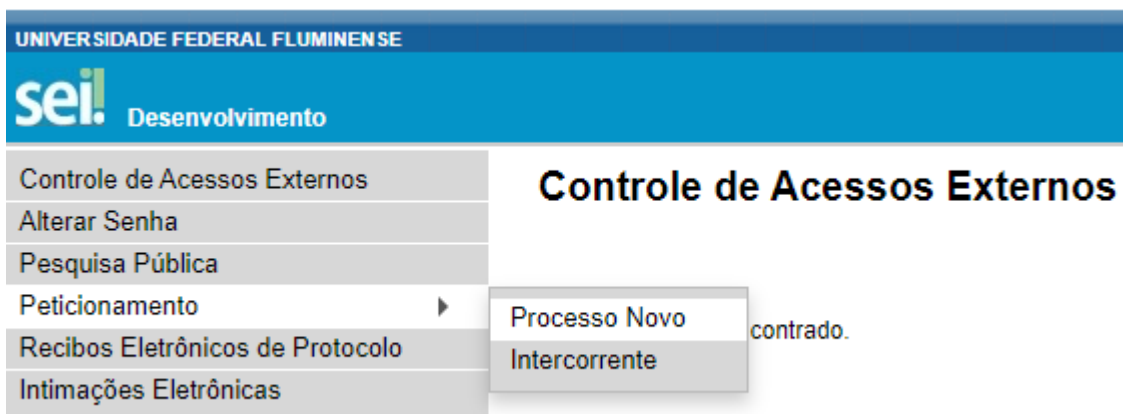 UNIVERSIDADE FEDERAL FLUMINENSE
sei! Desenvolvimento
Controle de Acessos Externos
Alterar Senha
Pesquisa Pública
Peticionamento
Recibos Eletrônicos de Protocolo
Intimações Eletrônicas
Controle de Acessos Externos
Processo Novo
Intercorrente
contrado.